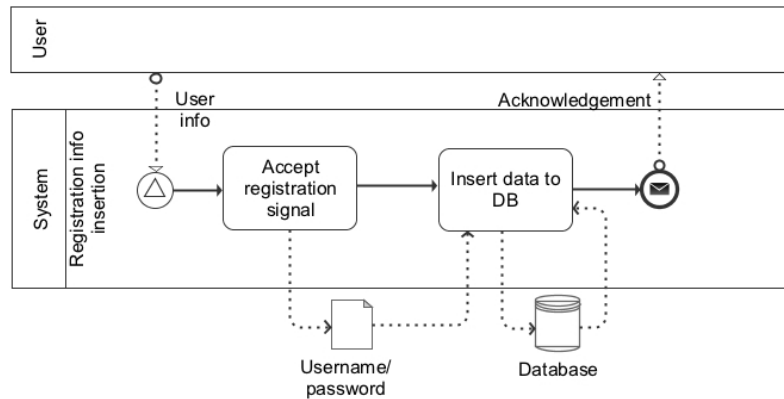 User
User
info
Acknowledgement
System
Registration info
insertion
Accept
registration
signal
Insert data to
DB
Username/
password
Database